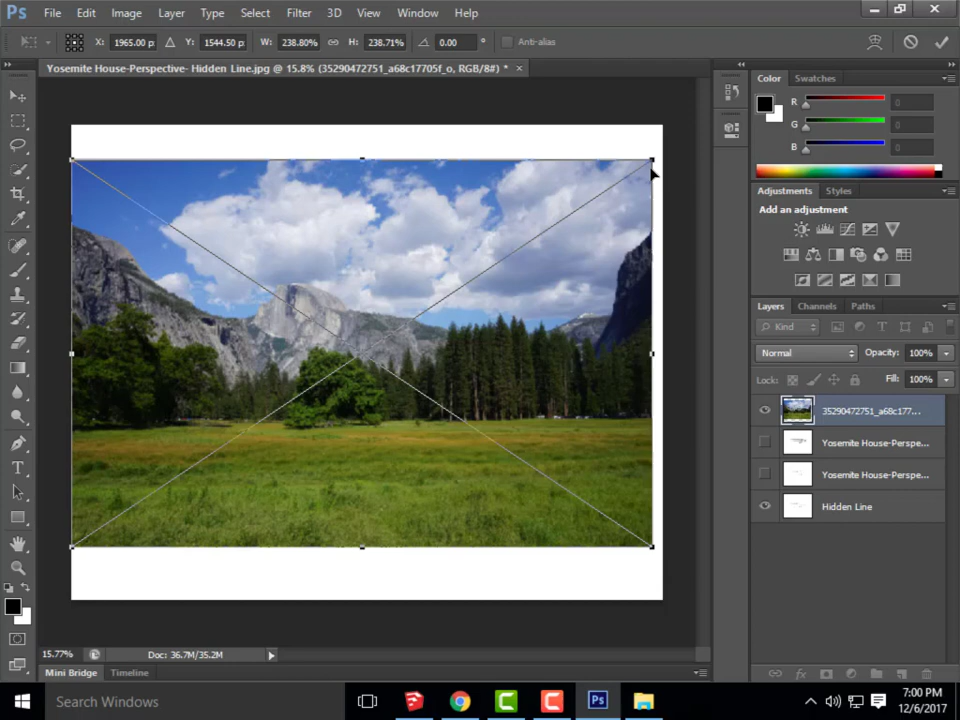 Ps File Edit Image Layer Type Select Filter 3D View Window Help
X: 1965.00 p: Y: 1544.50 p: W: 238.80% H: 238.71% 0.00 ° Anti-alias
Yosemite House-Perspective- Hidden Line.jpg @ 15.8% (35290472751_a68c17705f_o, RGB/8#) * ×
Color Swatches
R 0
G 0
B 0
Adjustments Styles
Add an adjustment
Layers Channels Paths
Kind
Normal Opacity: 100%
Lock: Fill: 100%
35290472751_a68c177...
Yosemite House-Perspe...
Yosemite House-Perspe...
Hidden Line
15.77% Doc: 36.7M/35.2M
Mini Bridge Timeline
Search Windows
Ps
7:00 PM
12/6/2017